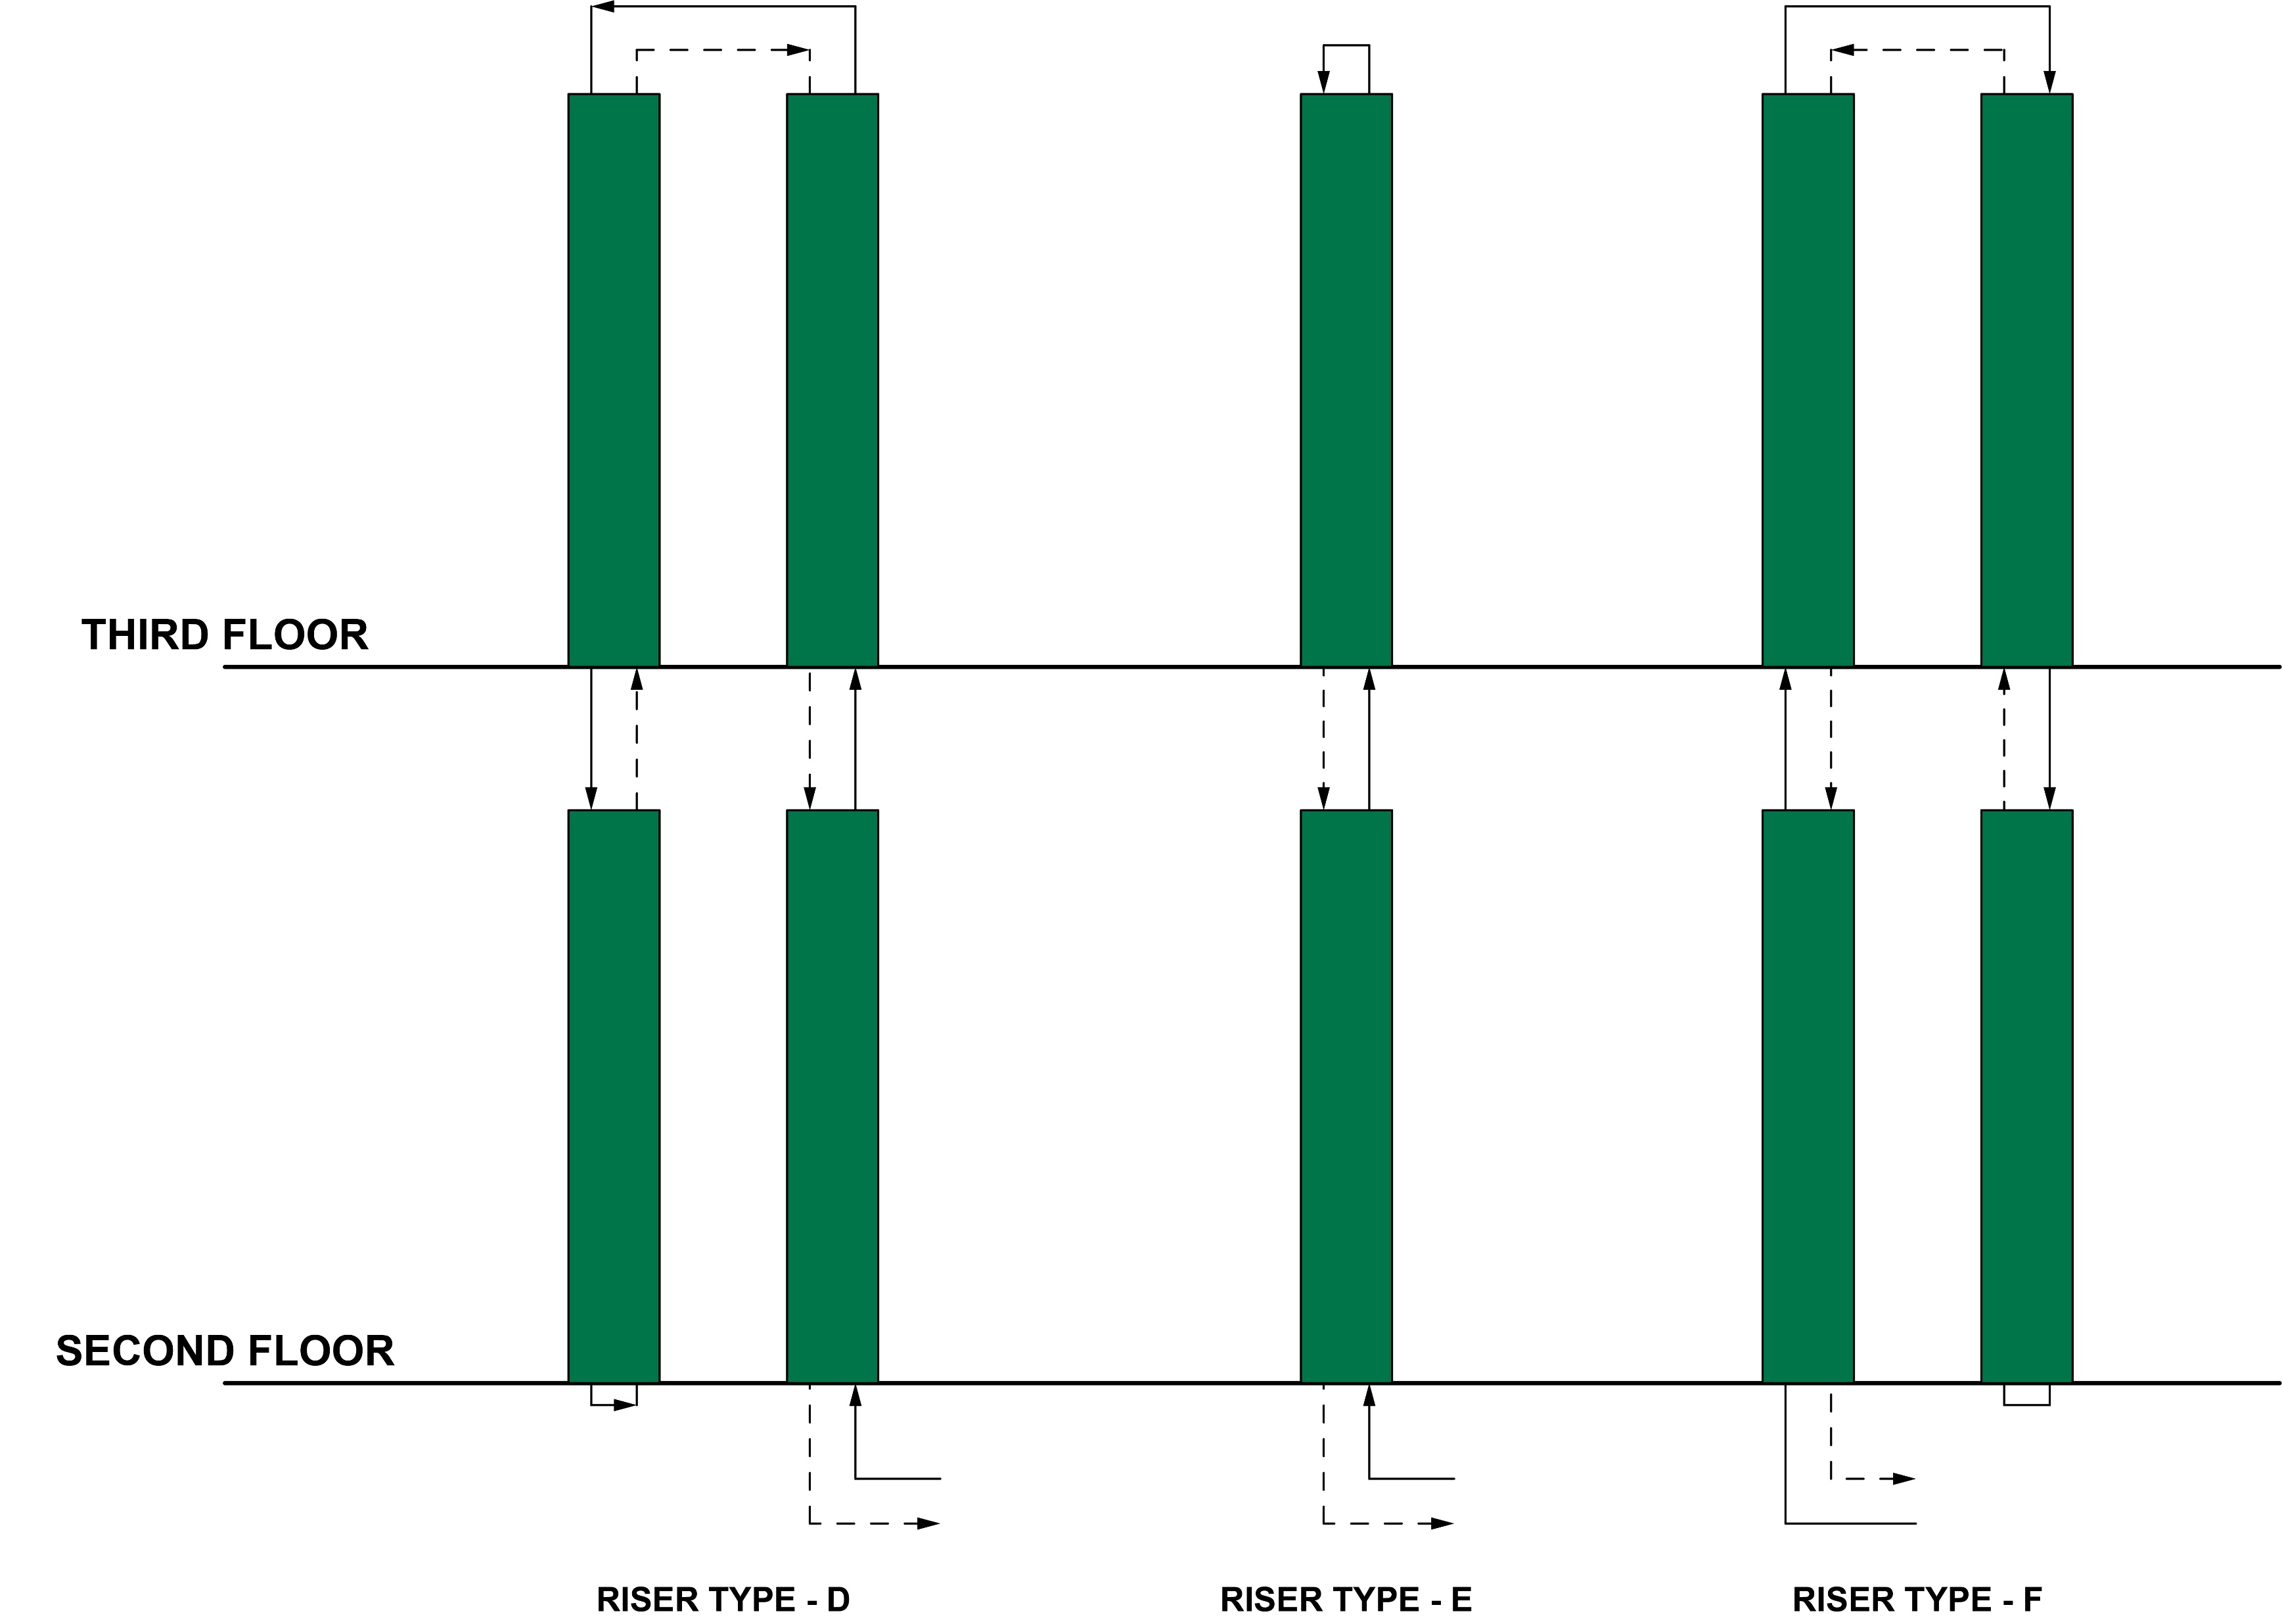 THIRD FLOOR
SECOND FLOOR
RISER TYPE - D
RISER TYPE - E
RISER TYPE - F